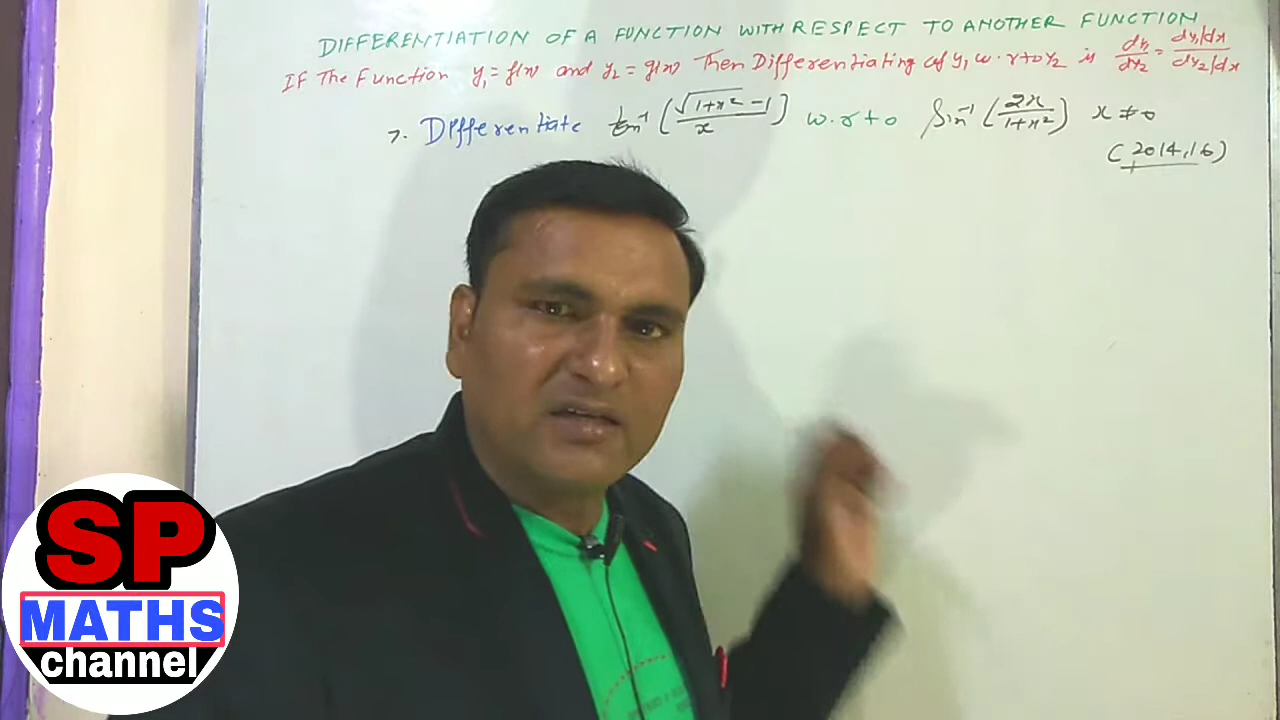 DIFFERENTIATION OF A FUNCTION WITH RESPECT TO ANOTHER FUNCTION
IF The Function y₁ = f(x) and y₂ = g(x) Then Differentiating of y₁ w.r to y₂ is dy₁/dy₂ = (dy₁/dx)/(dy₂/dx)
7. Differentiate tan⁻¹ ((√(1+x²) - 1)/x) w.r to Sin⁻¹ (2x/(1+x²)) x ≠ 0
(2014,16)
SP
MATHS
channel